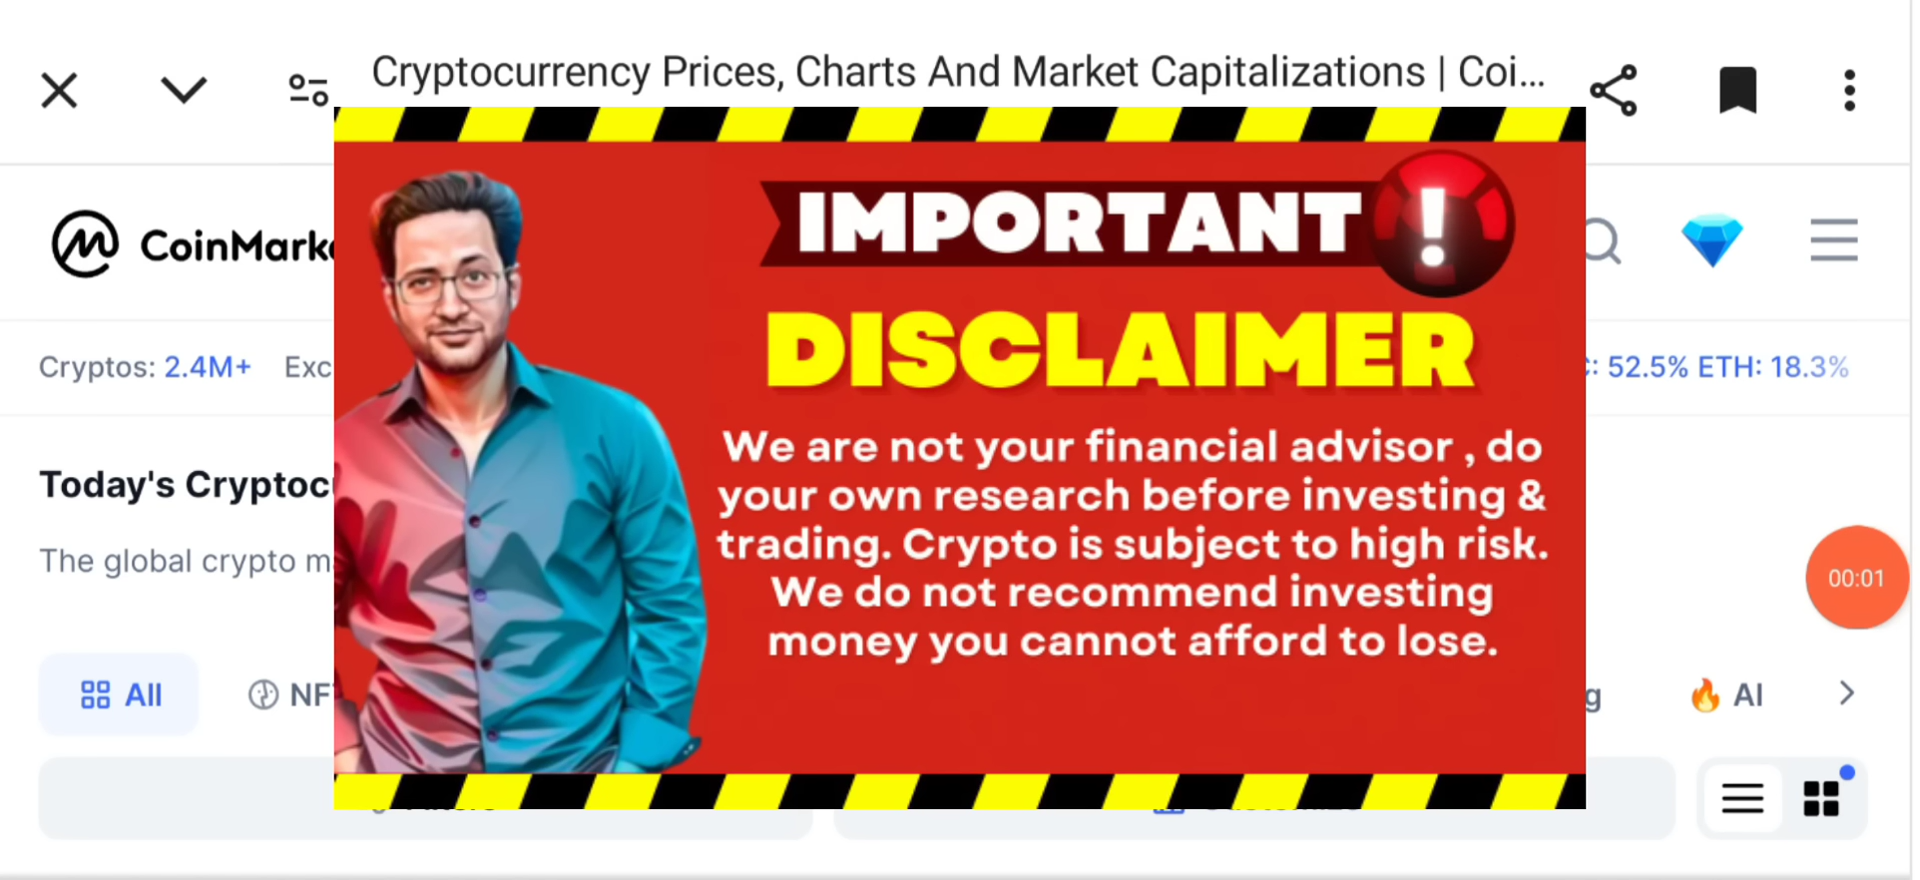 Cryptocurrency Prices, Charts And Market Capitalizations | Coi...
CoinMarke
IMPORTANT !
DISCLAIMER
Cryptos: 2.4M+ Exc
: 52.5% ETH: 18.3%
We are not your financial advisor , do
your own research before investing &
trading. Crypto is subject to high risk.
We do not recommend investing
money you cannot afford to lose.
Today's Cryptoc
The global crypto m
00:01
All
NF
g
AI